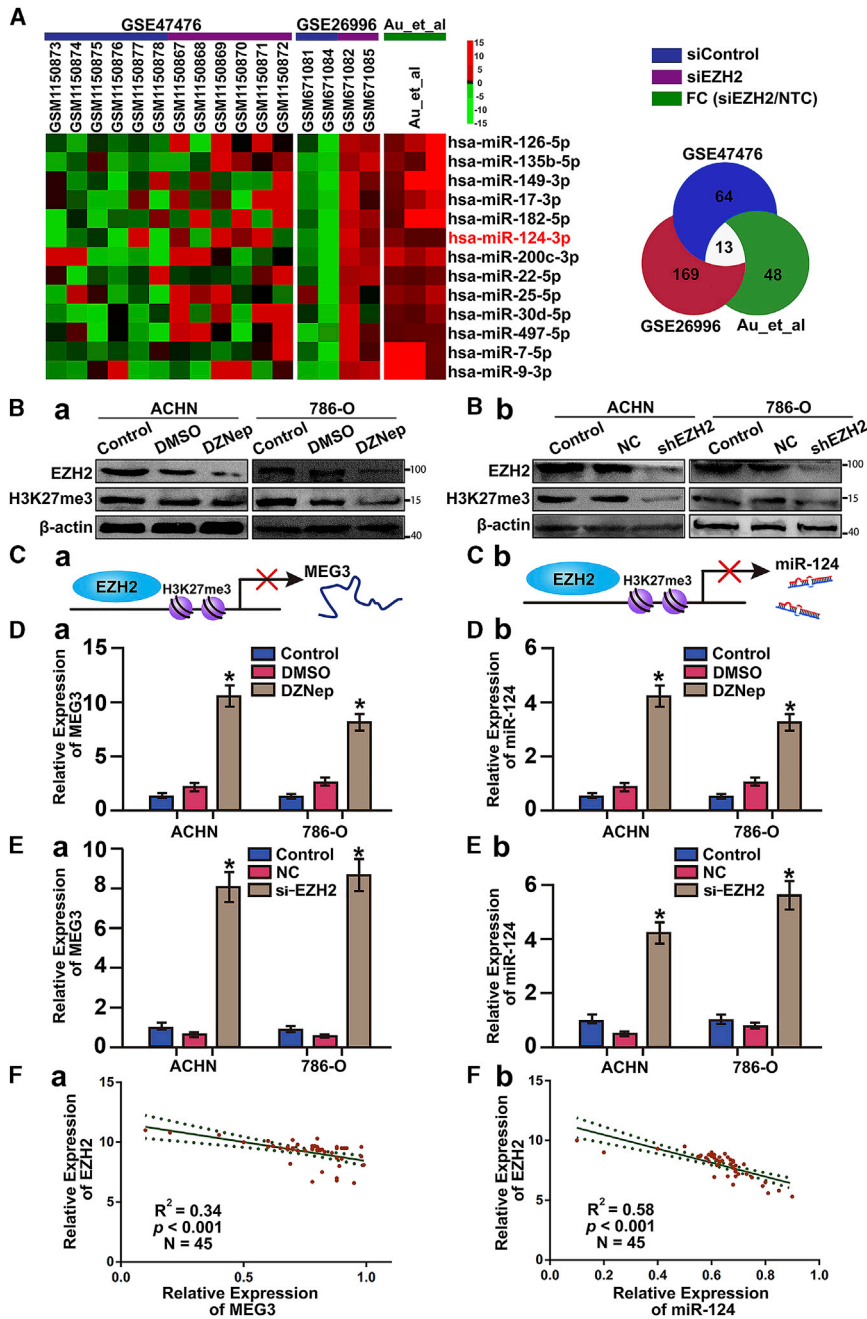 A
GSE47476
GSE26996
Au_et_al
GSM1150873
GSM1150874
GSM1150875
GSM1150876
GSM1150877
GSM1150878
GSM1150867
GSM1150868
GSM1150869
GSM1150870
GSM1150871
GSM1150872
GSM671081
GSM671084
GSM671082
GSM671085
Au_et_al
15
10
5
0
-5
-10
-15
siControl
siEZH2
FC (siEZH2/NTC)
hsa-miR-126-5p
hsa-miR-135b-5p
hsa-miR-149-3p
hsa-miR-17-3p
hsa-miR-182-5p
hsa-miR-124-3p
hsa-miR-200c-3p
hsa-miR-22-5p
hsa-miR-25-5p
hsa-miR-30d-5p
hsa-miR-497-5p
hsa-miR-7-5p
hsa-miR-9-3p
GSE47476
64
13
169
48
GSE26996
Au_et_al
B a
ACHN
786-O
Control DMSO DZNep Control DMSO DZNep
EZH2
100
H3K27me3
15
β-actin
40
B b
ACHN
786-O
Control NC shEZH2 Control NC shEZH2
EZH2
100
H3K27me3
15
β-actin
40
C a
EZH2
H3K27me3
MEG3
C b
EZH2
H3K27me3
miR-124
D a
Relative Expression
of MEG3
15
10
5
0
Control
DMSO
DZNep
*
*
ACHN
786-O
D b
Relative Expression
of miR-124
6
4
2
0
Control
DMSO
DZNep
*
*
ACHN
786-O
E a
Relative Expression
of MEG3
10
8
6
4
2
0
Control
NC
si-EZH2
*
*
ACHN
786-O
E b
Relative Expression
of miR-124
8
6
4
2
0
Control
NC
si-EZH2
*
*
ACHN
786-O
F a
Relative Expression
of EZH2
15
10
5
0
R² = 0.34
p < 0.001
N = 45
0.0 0.5 1.0
Relative Expression
of MEG3
F b
Relative Expression
of EZH2
15
10
5
0
R² = 0.58
p < 0.001
N = 45
0.0 0.2 0.4 0.6 0.8 1.0
Relative Expression
of miR-124